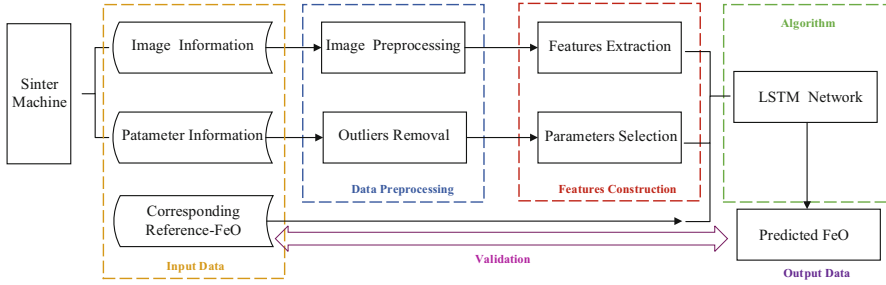 Sinter
Machine
Image Information
Patameter Information
Corresponding
Reference-FeO
Input Data
Image Preprocessing
Outliers Removal
Data Preprocessing
Features Extraction
Parameters Selection
Features Construction
Algorithm
LSTM Network
Predicted FeO
Output Data
Validation